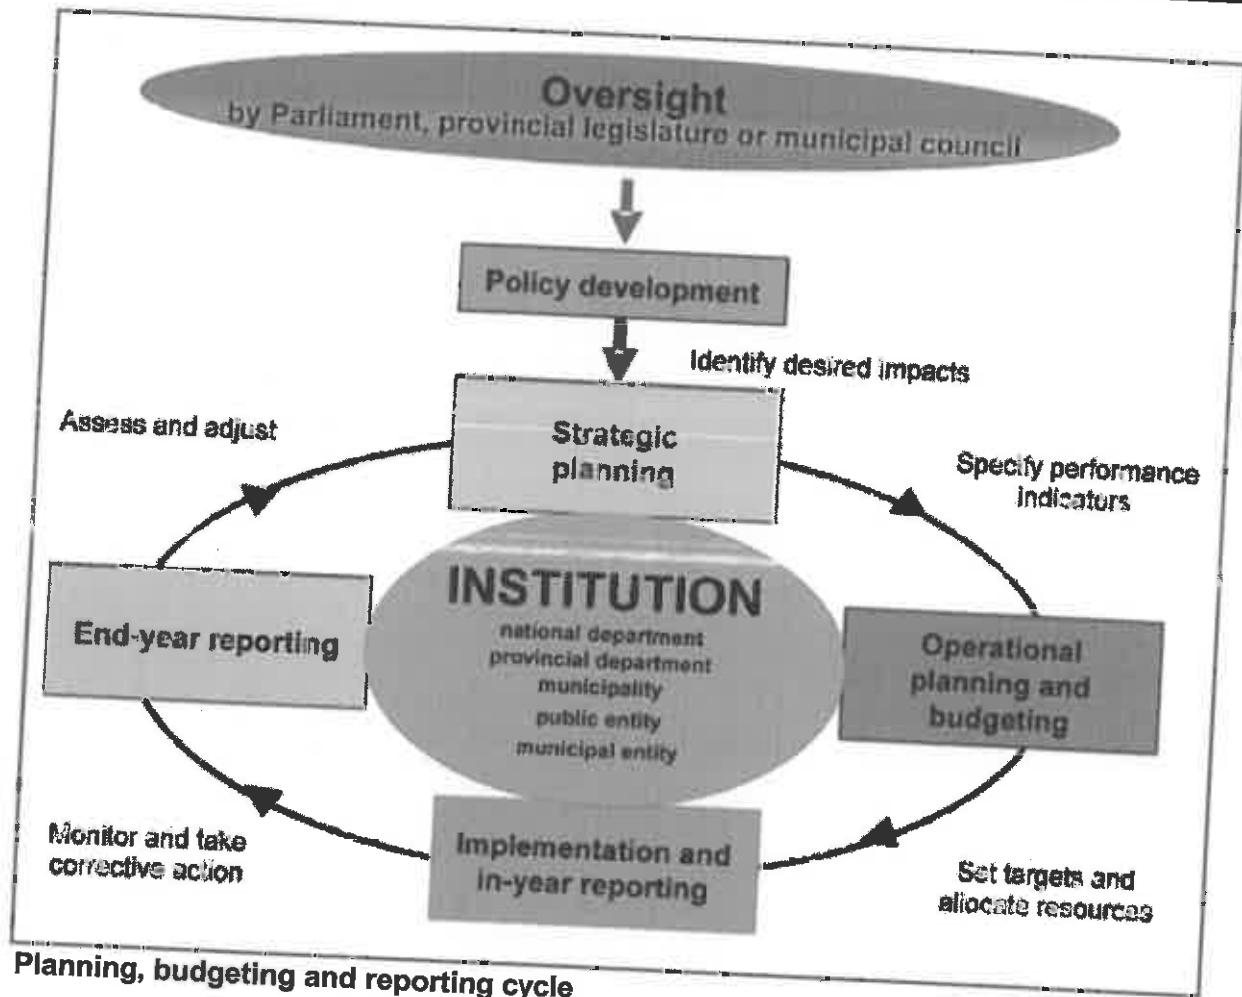 Oversight
by Parliament, provincial legislature or municipal council
Policy development
Identify desired impacts
Assess and adjust
Strategic
planning
Specify performance
indicators
INSTITUTION
national department
provincial department
municipality
public entity
municipal entity
End-year reporting
Operational
planning and
budgeting
Monitor and take
corrective action
Implementation and
in-year reporting
Set targets and
allocate resources
Planning, budgeting and reporting cycle